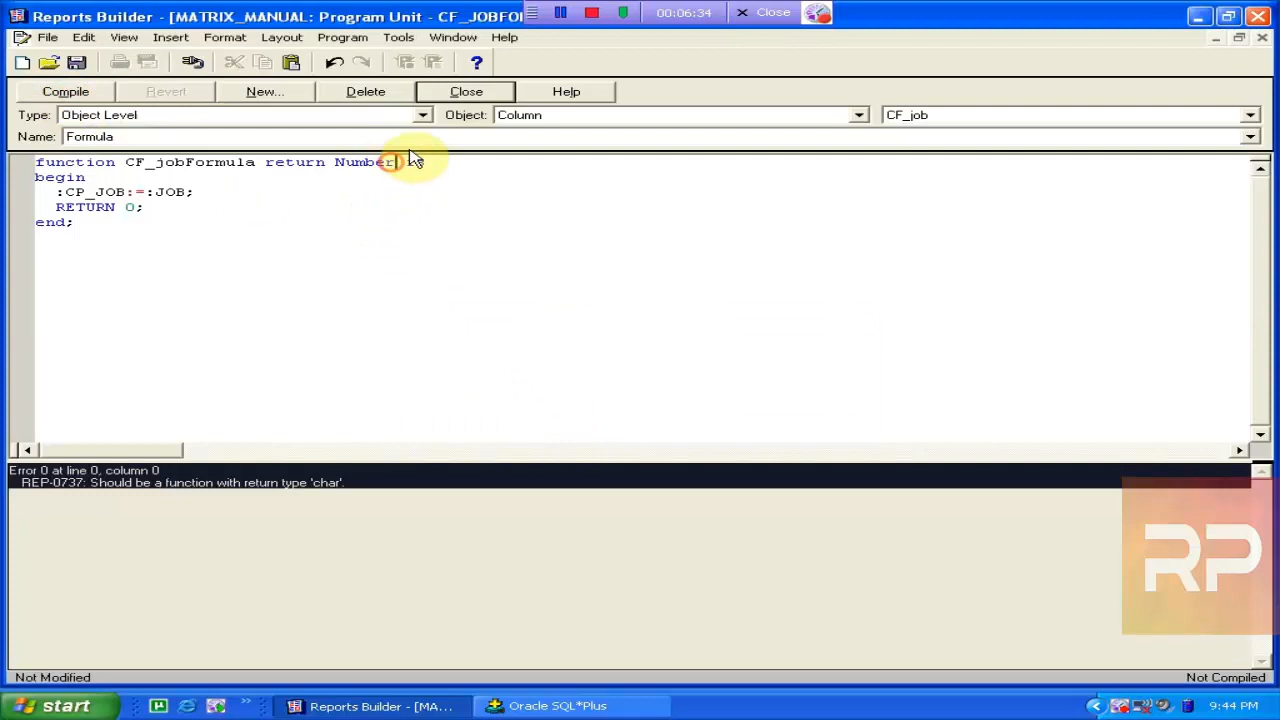 Reports Builder - [MATRIX_MANUAL: Program Unit - CF_JOBFOI
00:06:34 Close
File Edit View Insert Format Layout Program Tools Window Help
Compile Revert New... Delete Close Help
Type: Object Level Object: Column CF_job
Name: Formula
function CF_jobFormula return Number
begin
:CP_JOB:=:JOB;
RETURN 0;
end;
Error 0 at line 0, column 0
REP-0737: Should be a function with return type 'char'.
RP
Not Modified Not Compiled
start Reports Builder - [MA... Oracle SQL*Plus 9:44 PM